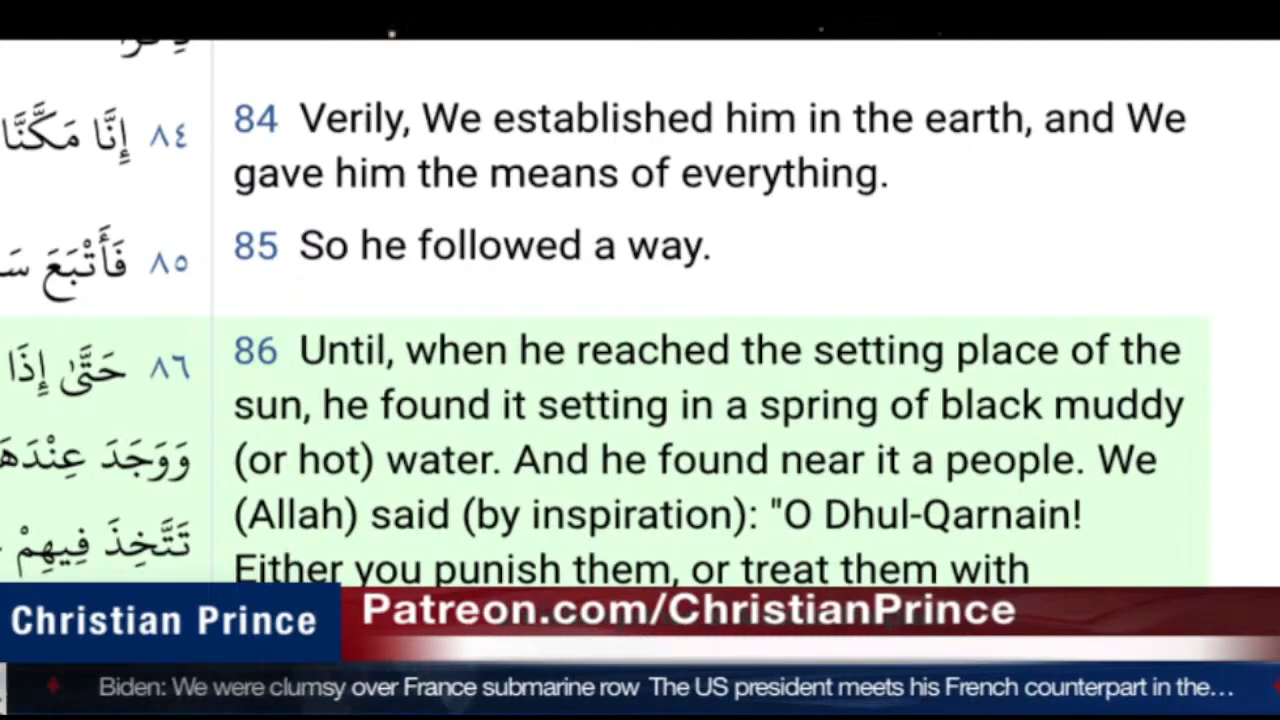 84 Verily, We established him in the earth, and We
gave him the means of everything.
٨٤ إِنَّا مَكَّنَّا
85 So he followed a way.
٨٥ فَأَتْبَعَ
86 Until, when he reached the setting place of the
sun, he found it setting in a spring of black muddy
(or hot) water. And he found near it a people. We
(Allah) said (by inspiration): "O Dhul-Qarnain!
Either you punish them, or treat them with
٨٦ حَتَّىٰ إِذَا
وَوَجَدَ
تَتَّخِذَ فِيهِمْ
Christian Prince
Patreon.com/ChristianPrince
Biden: We were clumsy over France submarine row The US president meets his French counterpart in the...